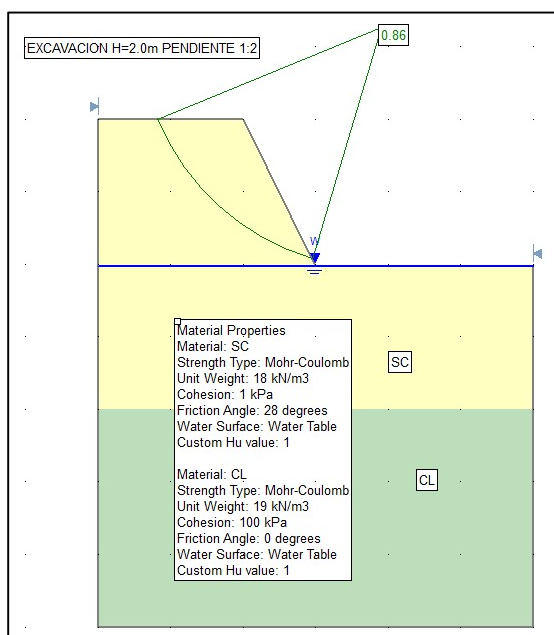 EXCAVACION H=2.0m PENDIENTE 1:2
0.86
W
Material Properties
Material: SC
Strength Type: Mohr-Coulomb
Unit Weight: 18 kN/m3
Cohesion: 1 kPa
Friction Angle: 28 degrees
Water Surface: Water Table
Custom Hu value: 1
Material: CL
Strength Type: Mohr-Coulomb
Unit Weight: 19 kN/m3
Cohesion: 100 kPa
Friction Angle: 0 degrees
Water Surface: Water Table
Custom Hu value: 1
SC
CL